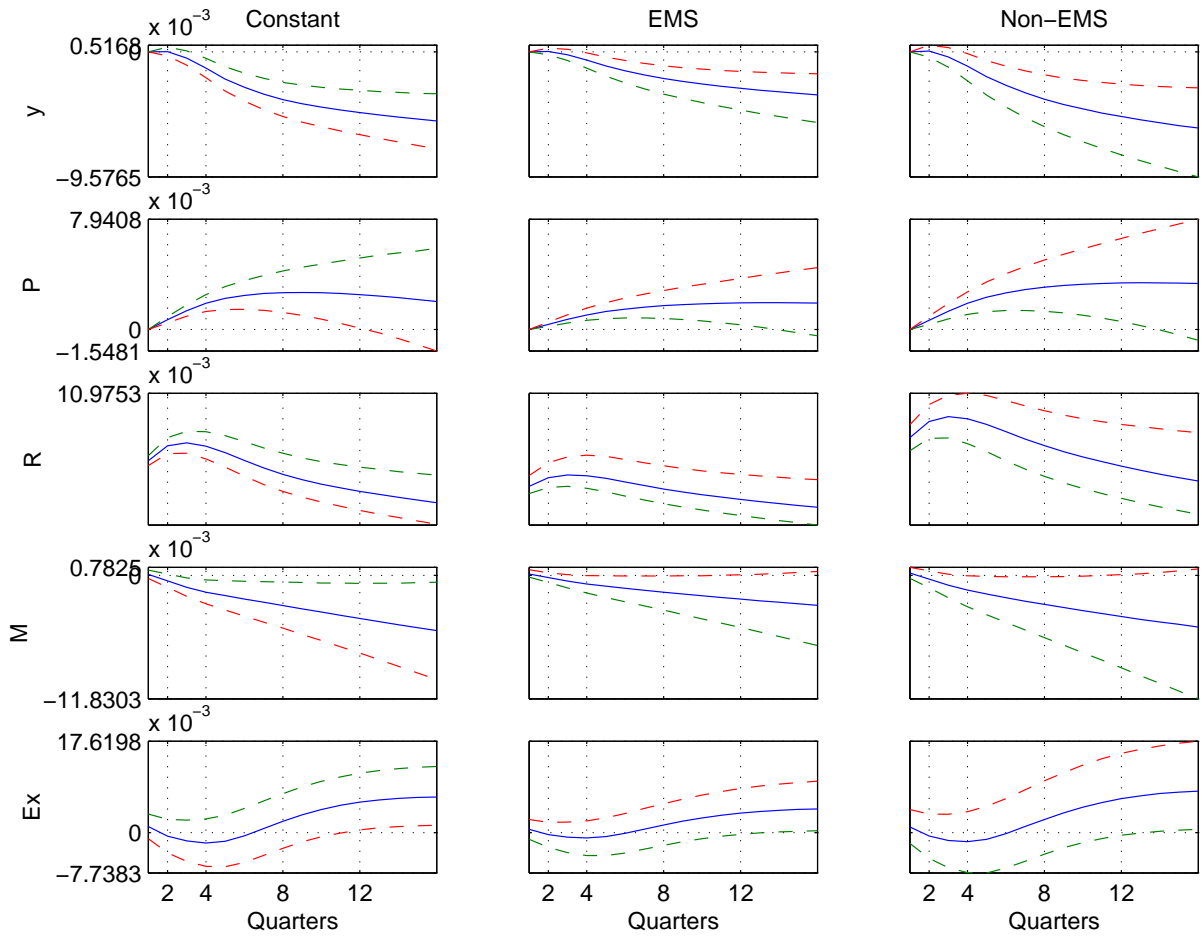 Constant EMS Non−EMS
x 10−3
0.5168
0
y
−9.5765
x 10−3
7.9408
P
0
−1.5481
x 10−3
10.9753
R
x 10−3
0.7825
0
M
−11.8303
x 10−3
17.6198
Ex
0
−7.7383
2 4 8 12 2 4 8 12 2 4 8 12
Quarters Quarters Quarters